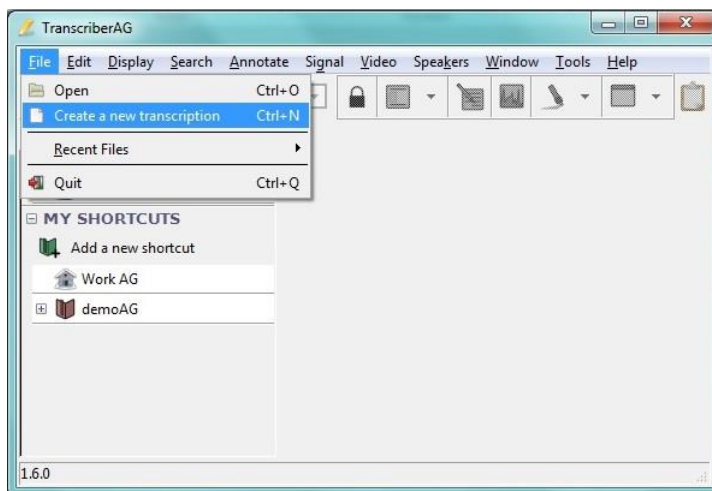 TranscriberAG
File Edit Display Search Annotate Signal Video Speakers Window Tools Help
Open Ctrl+O
Create a new transcription Ctrl+N
Recent Files
Quit Ctrl+Q
MY SHORTCUTS
Add a new shortcut
Work AG
demoAG
1.6.0